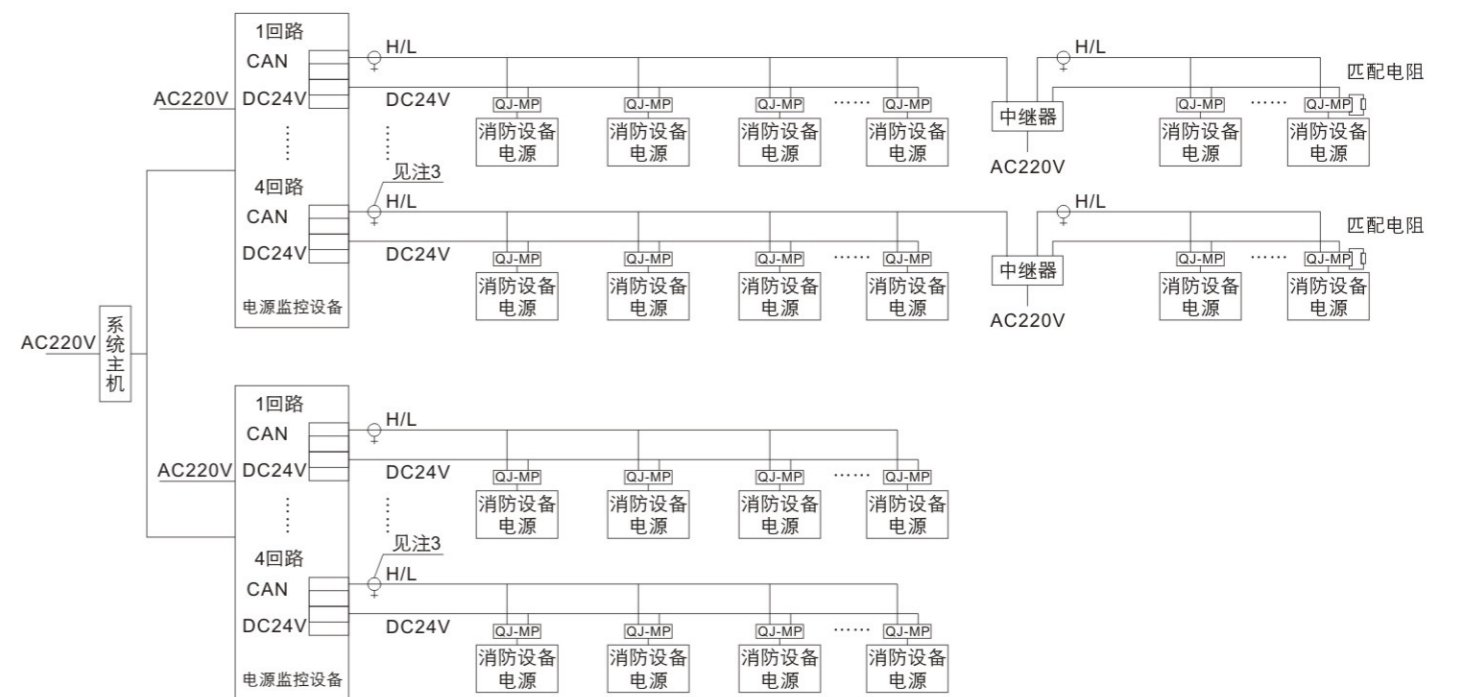 1回路
CAN
H/L
H/L
匹配电阻
AC220V
DC24V
DC24V
QJ-MP
QJ-MP
QJ-MP
……
QJ-MP
中继器
QJ-MP
……
QJ-MP
消防设备
电源
消防设备
电源
消防设备
电源
消防设备
电源
消防设备
电源
消防设备
电源
AC220V
见注3
4回路
CAN
H/L
H/L
匹配电阻
DC24V
DC24V
QJ-MP
QJ-MP
QJ-MP
……
QJ-MP
中继器
QJ-MP
……
QJ-MP
消防设备
电源
消防设备
电源
消防设备
电源
消防设备
电源
消防设备
电源
消防设备
电源
电源监控设备
AC220V
AC220V
系统主机
1回路
CAN
H/L
AC220V
DC24V
DC24V
QJ-MP
QJ-MP
QJ-MP
……
QJ-MP
消防设备
电源
消防设备
电源
消防设备
电源
消防设备
电源
见注3
4回路
CAN
H/L
DC24V
DC24V
QJ-MP
QJ-MP
QJ-MP
……
QJ-MP
消防设备
电源
消防设备
电源
消防设备
电源
消防设备
电源
电源监控设备